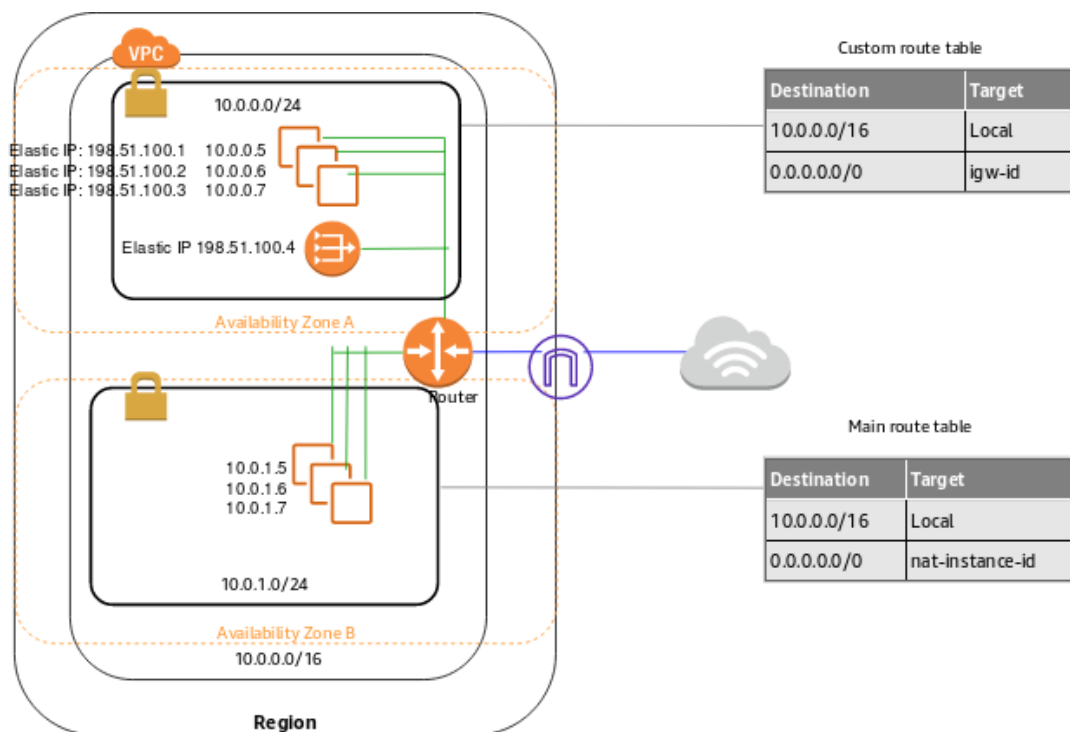 VPC
10.0.0.0/24
Elastic IP: 198.51.100.1 10.0.0.5
Elastic IP: 198.51.100.2 10.0.0.6
Elastic IP: 198.51.100.3 10.0.0.7
Elastic IP 198.51.100.4
Availability Zone A
Router
10.0.1.5
10.0.1.6
10.0.1.7
10.0.1.0/24
Availability Zone B
10.0.0.0/16
Region
Custom route table
Destination Target
10.0.0.0/16 Local
0.0.0.0.0/0 igw-id
Main route table
Destination Target
10.0.0.0/16 Local
0.0.0.0.0/0 nat-instance-id